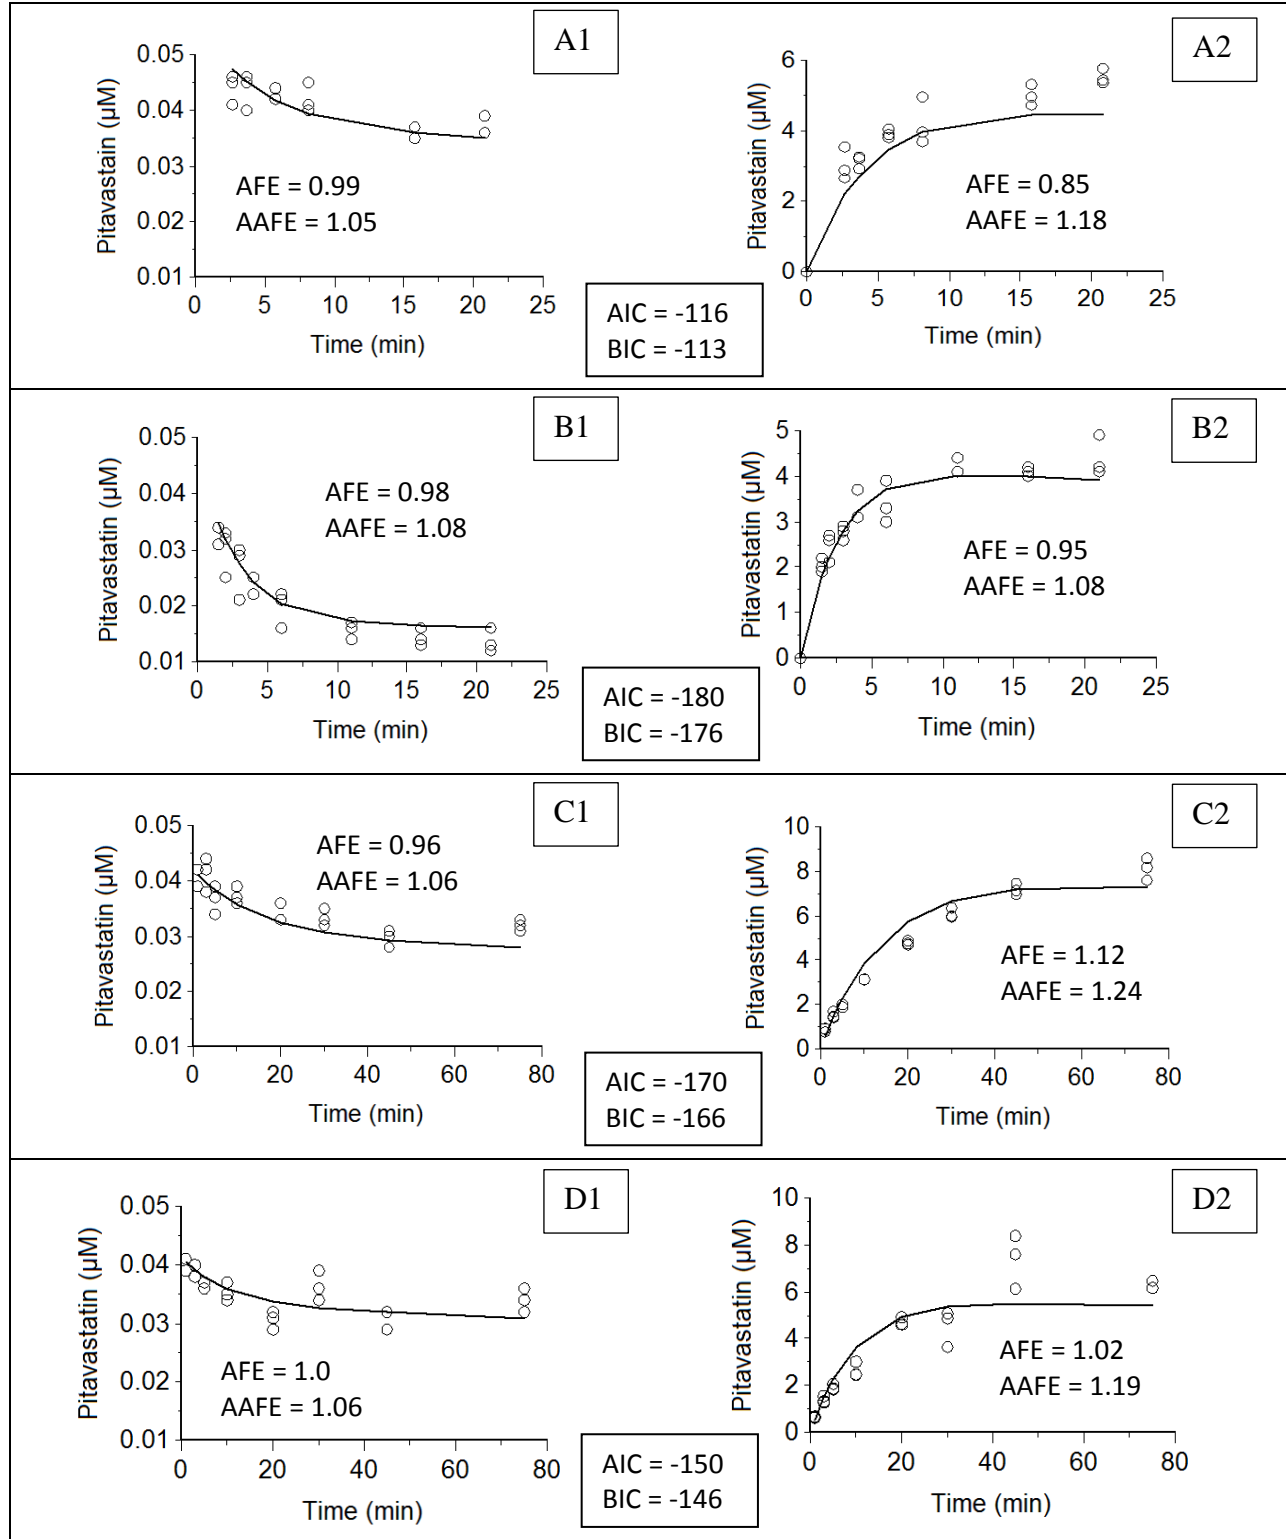 A1
0.05
0.04
0.03
0.02
0.01
Pitavastatin (µM)
AFE = 0.99
AAFE = 1.05
0 5 10 15 20 25
Time (min)
A2
6
4
2
0
Pitavastain (µM)
AFE = 0.85
AAFE = 1.18
0 5 10 15 20 25
Time (min)
AIC = -116
BIC = -113
B1
0.05
0.04
0.03
0.02
0.01
Pitavastatin (µM)
AFE = 0.98
AAFE = 1.08
0 5 10 15 20 25
Time (min)
B2
5
4
3
2
1
0
Pitavastatin (µM)
AFE = 0.95
AAFE = 1.08
0 5 10 15 20 25
Time (min)
AIC = -180
BIC = -176
C1
0.05
0.04
0.03
0.02
0.01
Pitavastatin (µM)
AFE = 0.96
AAFE = 1.06
0 20 40 60 80
Time (min)
C2
10
8
6
4
2
0
Pitavastatin (µM)
AFE = 1.12
AAFE = 1.24
0 20 40 60 80
Time (min)
AIC = -170
BIC = -166
D1
0.05
0.04
0.03
0.02
0.01
Pitavastatin (µM)
AFE = 1.0
AAFE = 1.06
0 20 40 60 80
Time (min)
D2
10
8
6
4
2
0
Pitavastatin (µM)
AFE = 1.02
AAFE = 1.19
0 20 40 60 80
Time (min)
AIC = -150
BIC = -146